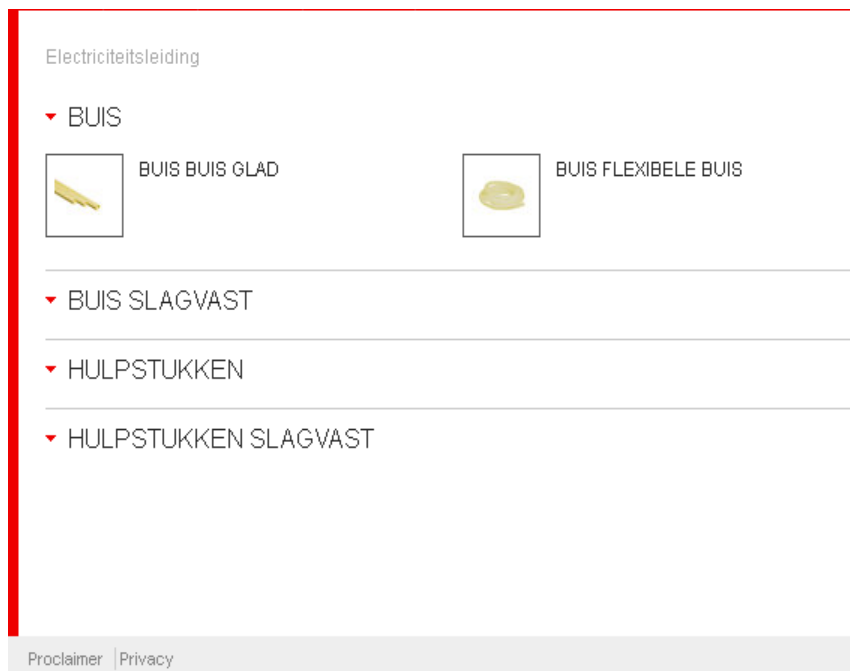 Electriciteitsleiding
BUIS
BUIS BUIS GLAD
BUIS FLEXIBELE BUIS
BUIS SLAGVAST
HULPSTUKKEN
HULPSTUKKEN SLAGVAST
Proclaimer | Privacy